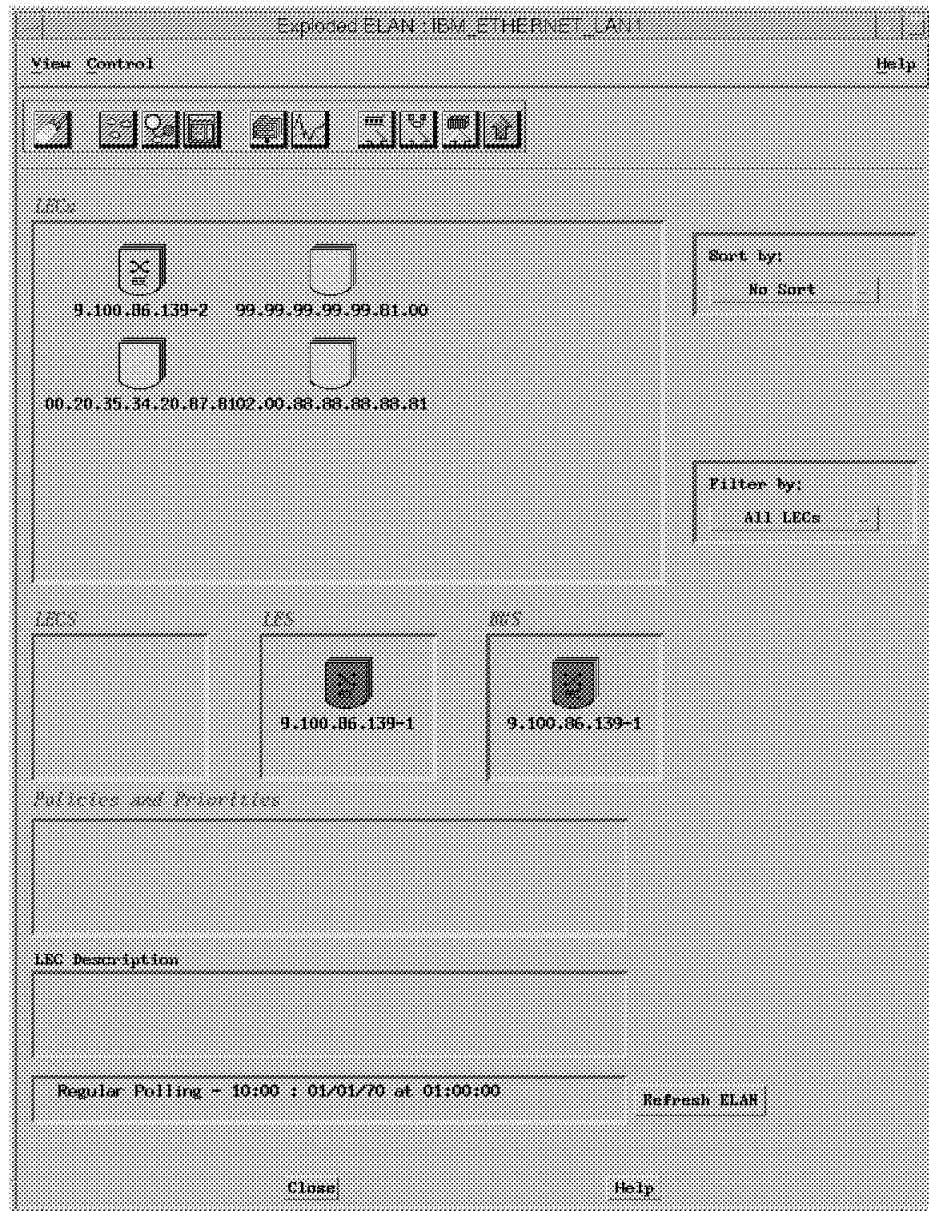 Exploded ELAN : IBM_ETHERNET_LAN1
View Control Help
LECs
Sort by:
No Sort
9.100.86.139-2 99.99.99.99.99.81.00
00.20.35.34.20.87.8102.00.88.88.88.88.81
Filter by:
All LECs
LECS LES BUS
9.100.86.139-1 9.100.86.139-1
Policies and Priorities
LEC Description
Regular Polling - 10:00 : 01/01/70 at 01:00:00
Refresh ELAN
Close Help